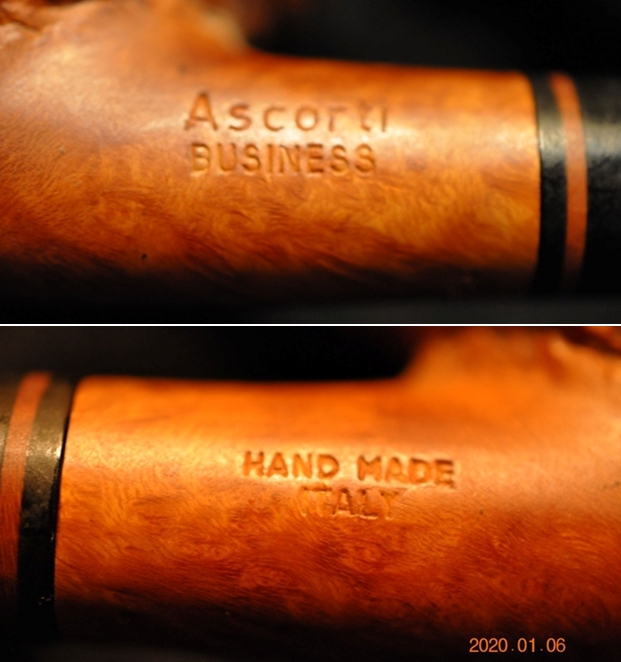 Ascorti
BUSINESS
HAND MADE
ITALY
2020.01.06